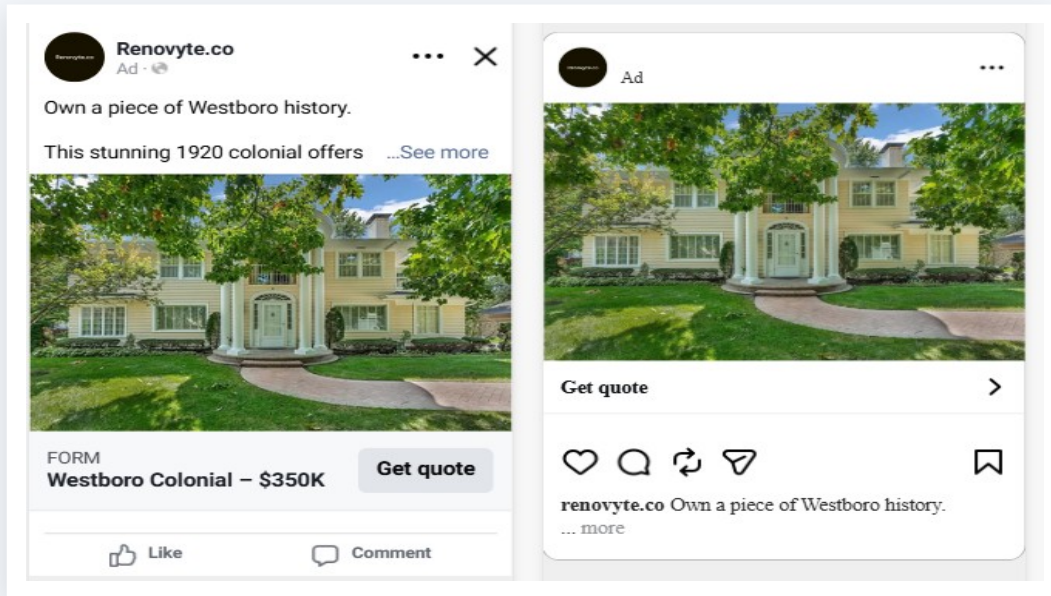 Renovyte.co
Ad
Own a piece of Westboro history.
This stunning 1920 colonial offers ...See more
FORM
Westboro Colonial – $350K
Get quote
Like
Comment
Ad
Get quote
renovyte.co Own a piece of Westboro history.
... more